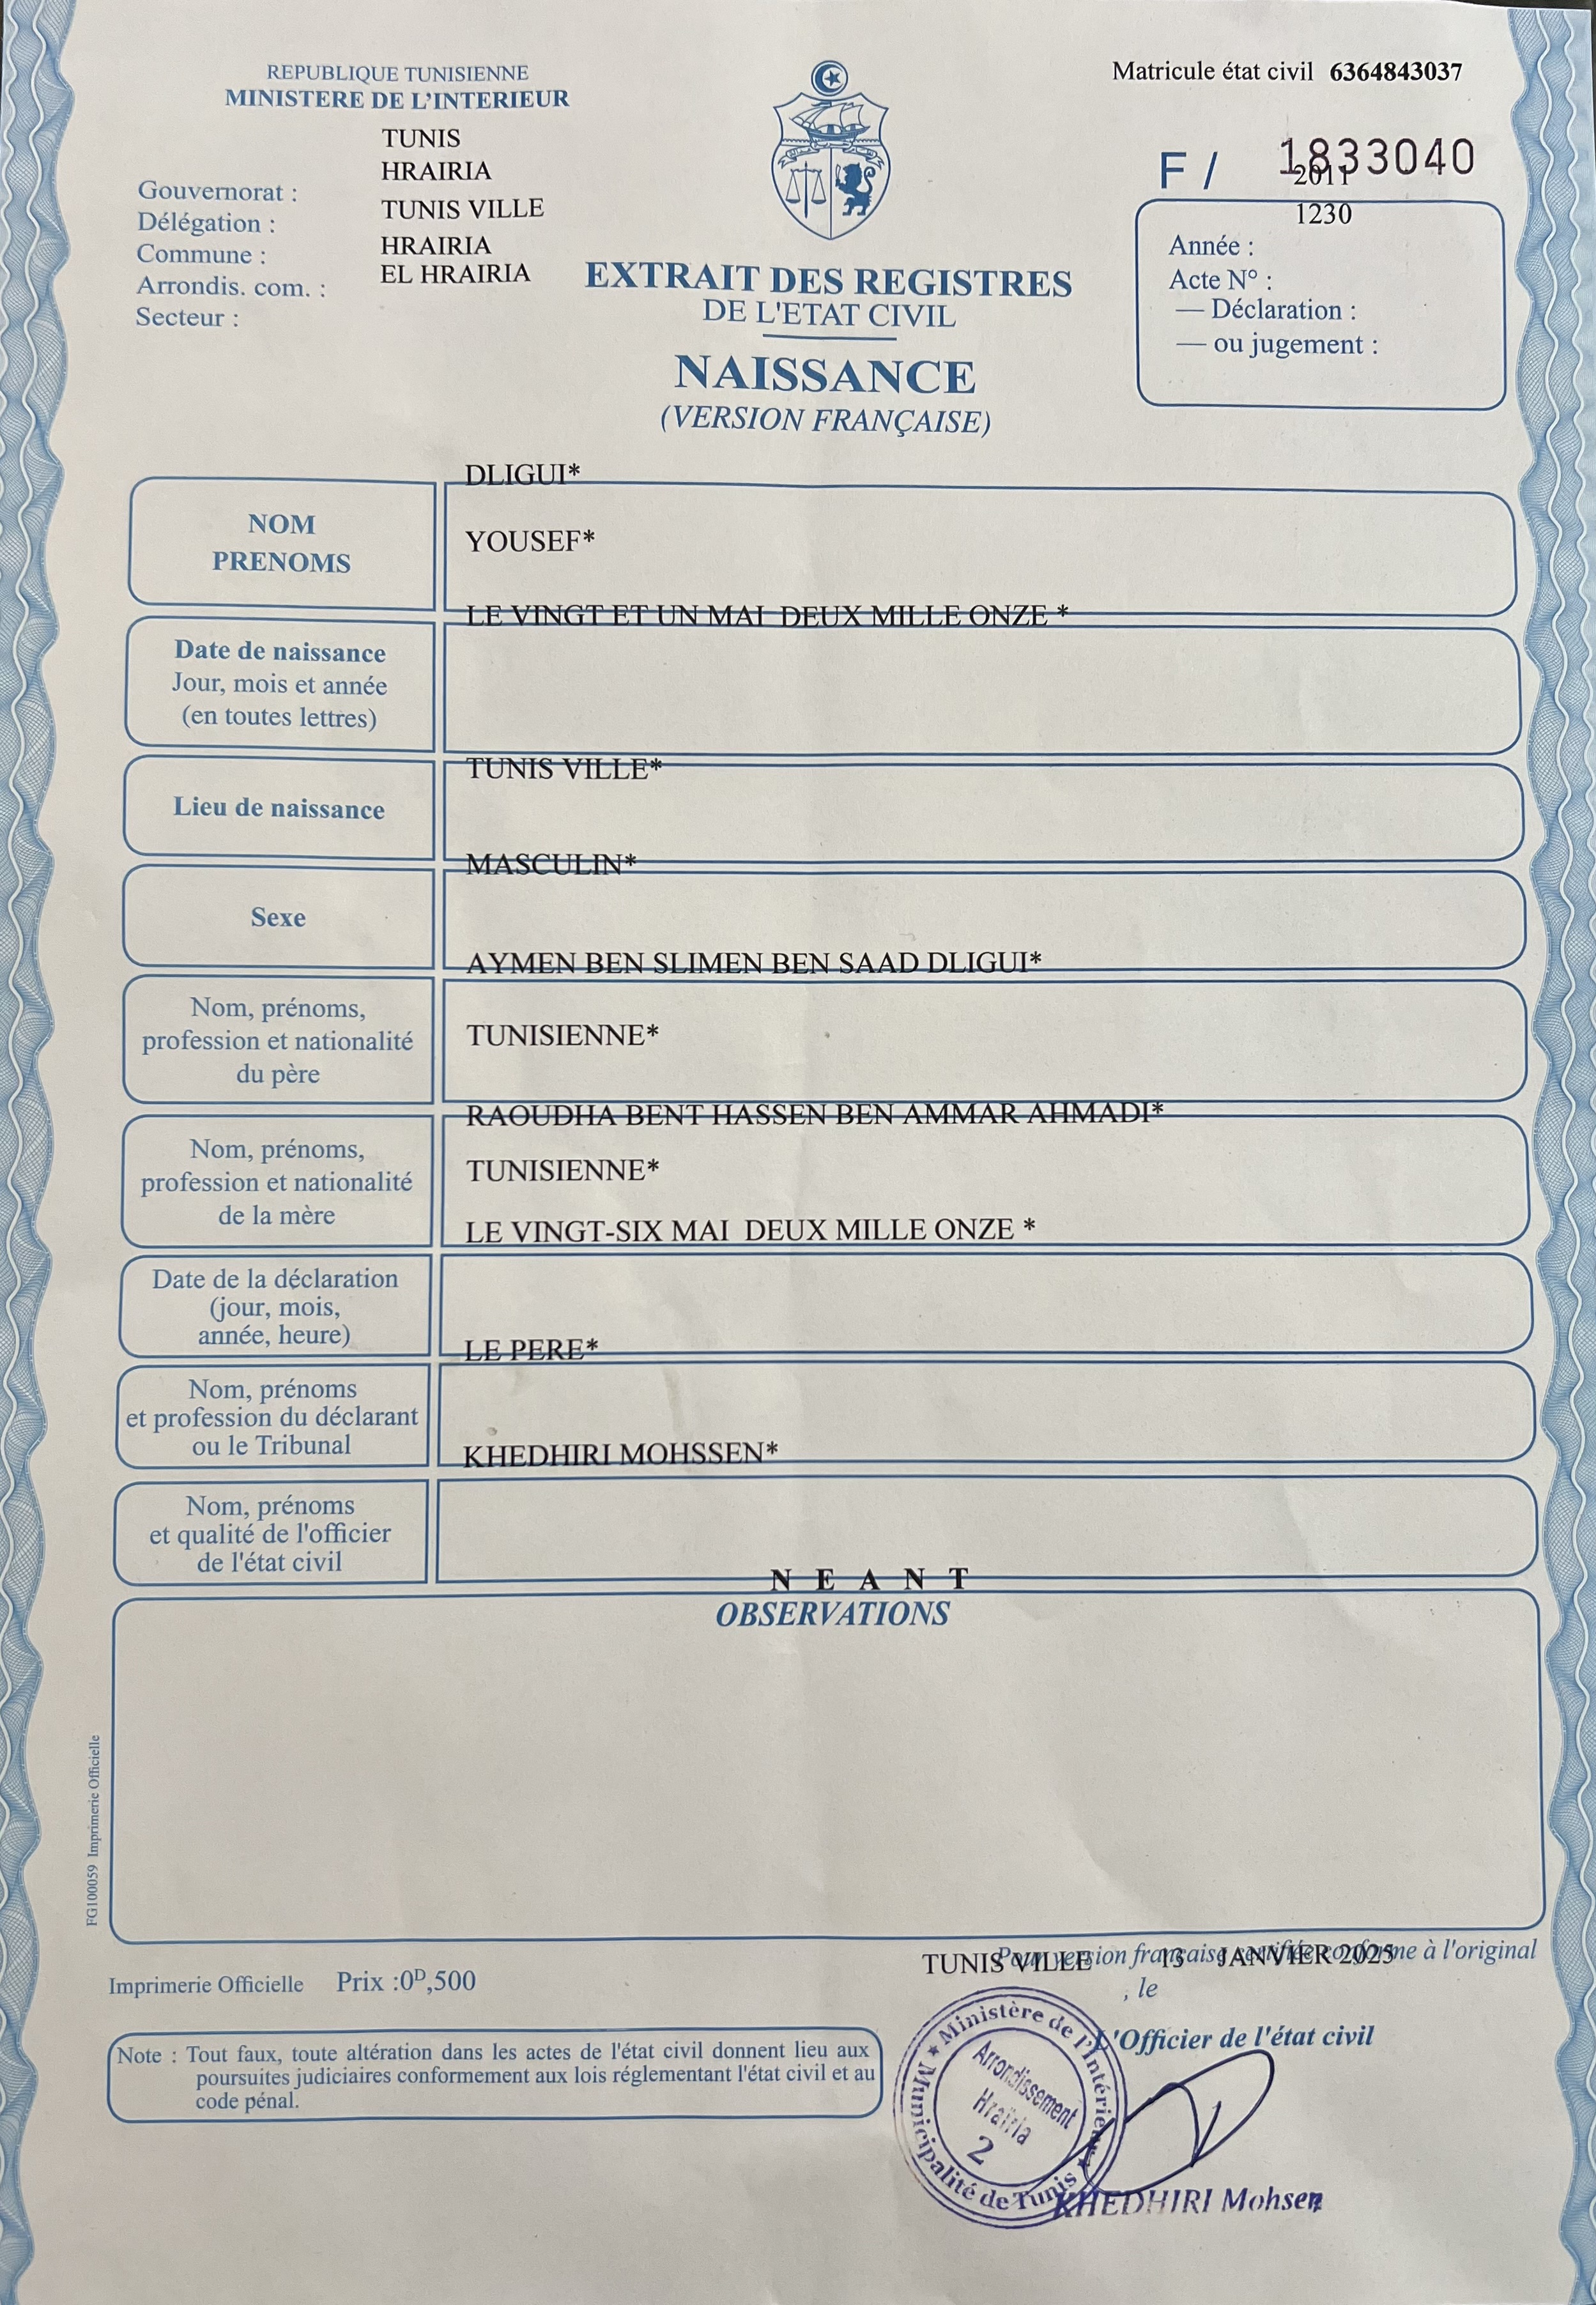 REPUBLIQUE TUNISIENNE
MINISTERE DE L'INTERIEUR
Matricule état civil 6364843037
F / 1833040
TUNIS
HRAIRIA
TUNIS VILLE
HRAIRIA
EL HRAIRIA
Gouvernorat :
Délégation :
Commune :
Arrondis. com. :
Secteur :
2011
1230
Année :
Acte N° :
— Déclaration :
— ou jugement :
EXTRAIT DES REGISTRES
DE L'ETAT CIVIL
NAISSANCE
(VERSION FRANÇAISE)
DLIGUI*
NOM
PRENOMS
YOUSEF*
LE VINGT ET UN MAI DEUX MILLE ONZE *
Date de naissance
Jour, mois et année
(en toutes lettres)
TUNIS VILLE*
Lieu de naissance
MASCULIN*
Sexe
AYMEN BEN SLIMEN BEN SAAD DLIGUI*
Nom, prénoms,
profession et nationalité
du père
TUNISIENNE*
RAOUDHA BENT HASSEN BEN AMMAR AHMADI*
Nom, prénoms,
profession et nationalité
de la mère
TUNISIENNE*
LE VINGT-SIX MAI DEUX MILLE ONZE *
Date de la déclaration
(jour, mois,
année, heure)
LE PERE*
Nom, prénoms
et profession du déclarant
ou le Tribunal
KHEDHIRI MOHSSEN*
Nom, prénoms
et qualité de l'officier
de l'état civil
N E A N T
OBSERVATIONS
FG100059 Imprimerie Officielle
Imprimerie Officielle Prix :0D,500
Pour version française certifiée conforme à l'original
TUNIS VILLE JANVIER 2025
, le
L'Officier de l'état civil
Note : Tout faux, toute altération dans les actes de l'état civil donnent lieu aux
poursuites judiciaires conformement aux lois réglementant l'état civil et au
code pénal.
Ministère de l'Intérieur
Municipalité de Tunis
Arrondissement
Hrairia
2
KHEDHIRI Mohsen